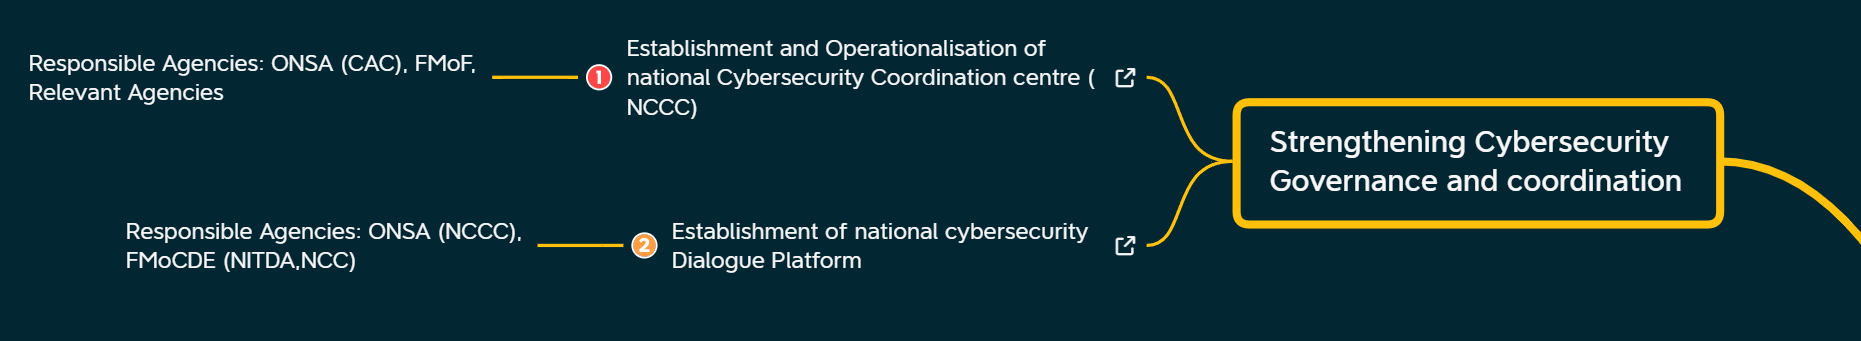 Responsible Agencies: ONSA (CAC), FMoF,
Relevant Agencies
1
Establishment and Operationalisation of
national Cybersecurity Coordination centre (
NCCC)
Strengthening Cybersecurity
Governance and coordination
Responsible Agencies: ONSA (NCCC),
FMoCDE (NITDA,NCC)
2
Establishment of national cybersecurity
Dialogue Platform